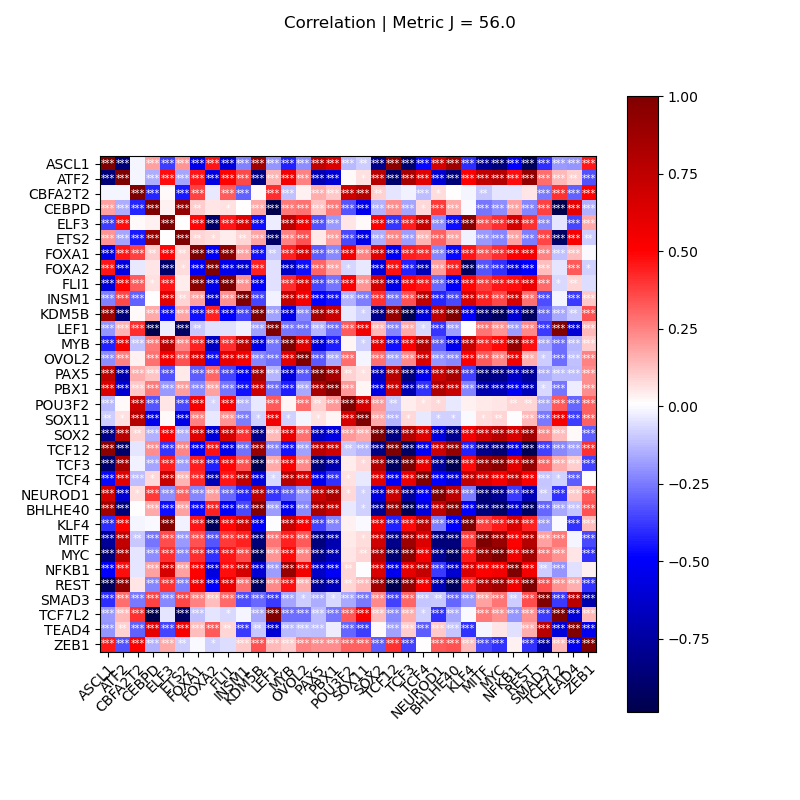 Correlation | Metric J = 56.0
ASCL1
ATF2
CBFA2T2
CEBPD
ELF3
ETS2
FOXA1
FOXA2
FLI1
INSM1
KDM5B
LEF1
MYB
OVOL2
PAX5
PBX1
POU3F2
SOX11
SOX2
TCF12
TCF3
TCF4
NEUROD1
BHLHE40
KLF4
MITF
MYC
NFKB1
REST
SMAD3
TCF7L2
TEAD4
ZEB1
ASCL1
ATF2
CBFA2T2
CEBPD
ELF3
ETS2
FOXA1
FOXA2
FLI1
INSM1
KDM5B
LEF1
MYB
OVOL2
PAX5
PBX1
POU3F2
SOX11
SOX2
TCF12
TCF3
TCF4
NEUROD1
BHLHE40
KLF4
MITF
MYC
NFKB1
REST
SMAD3
TCF7L2
TEAD4
ZEB1
1.00
0.75
0.50
0.25
0.00
−0.25
−0.50
−0.75